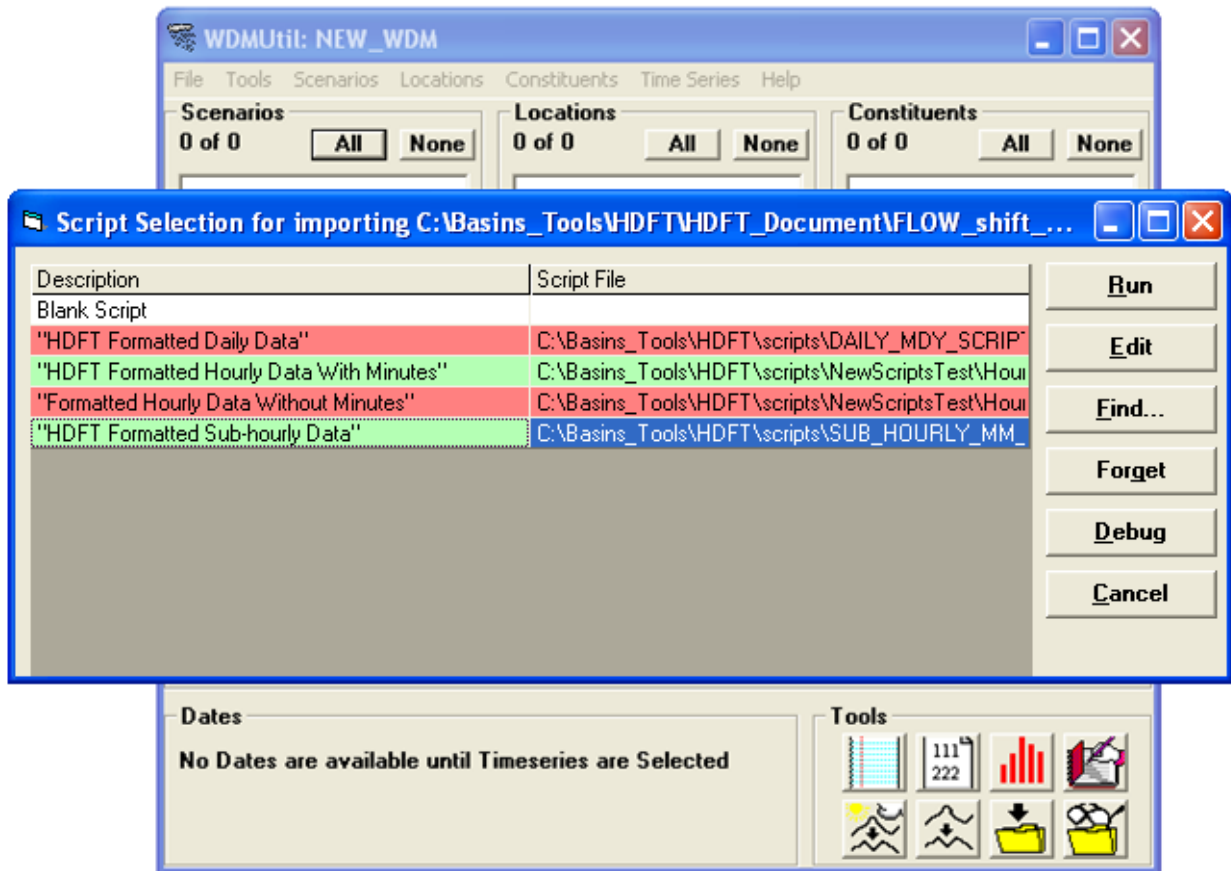 WDMUtil: NEW_WDM
File Tools Scenarios Locations Constituents Time Series Help
Scenarios Locations Constituents
0 of 0 All None 0 of 0 All None 0 of 0 All None
Script Selection for importing C:\Basins_Tools\HDFT\HDFT_Document\FLOW_shift_...
Description Script File
Run
Blank Script
"HDFT Formatted Daily Data" C:\Basins_Tools\HDFT\scripts\DAILY_MDY_SCRIP
Edit
"HDFT Formatted Hourly Data With Minutes" C:\Basins_Tools\HDFT\scripts\NewScriptsTest\Hou
"Formatted Hourly Data Without Minutes" C:\Basins_Tools\HDFT\scripts\NewScriptsTest\Hou
Find...
"HDFT Formatted Sub-hourly Data" C:\Basins_Tools\HDFT\scripts\SUB_HOURLY_MM_
Forget
Debug
Cancel
Dates Tools
No Dates are available until Timeseries are Selected
111
222